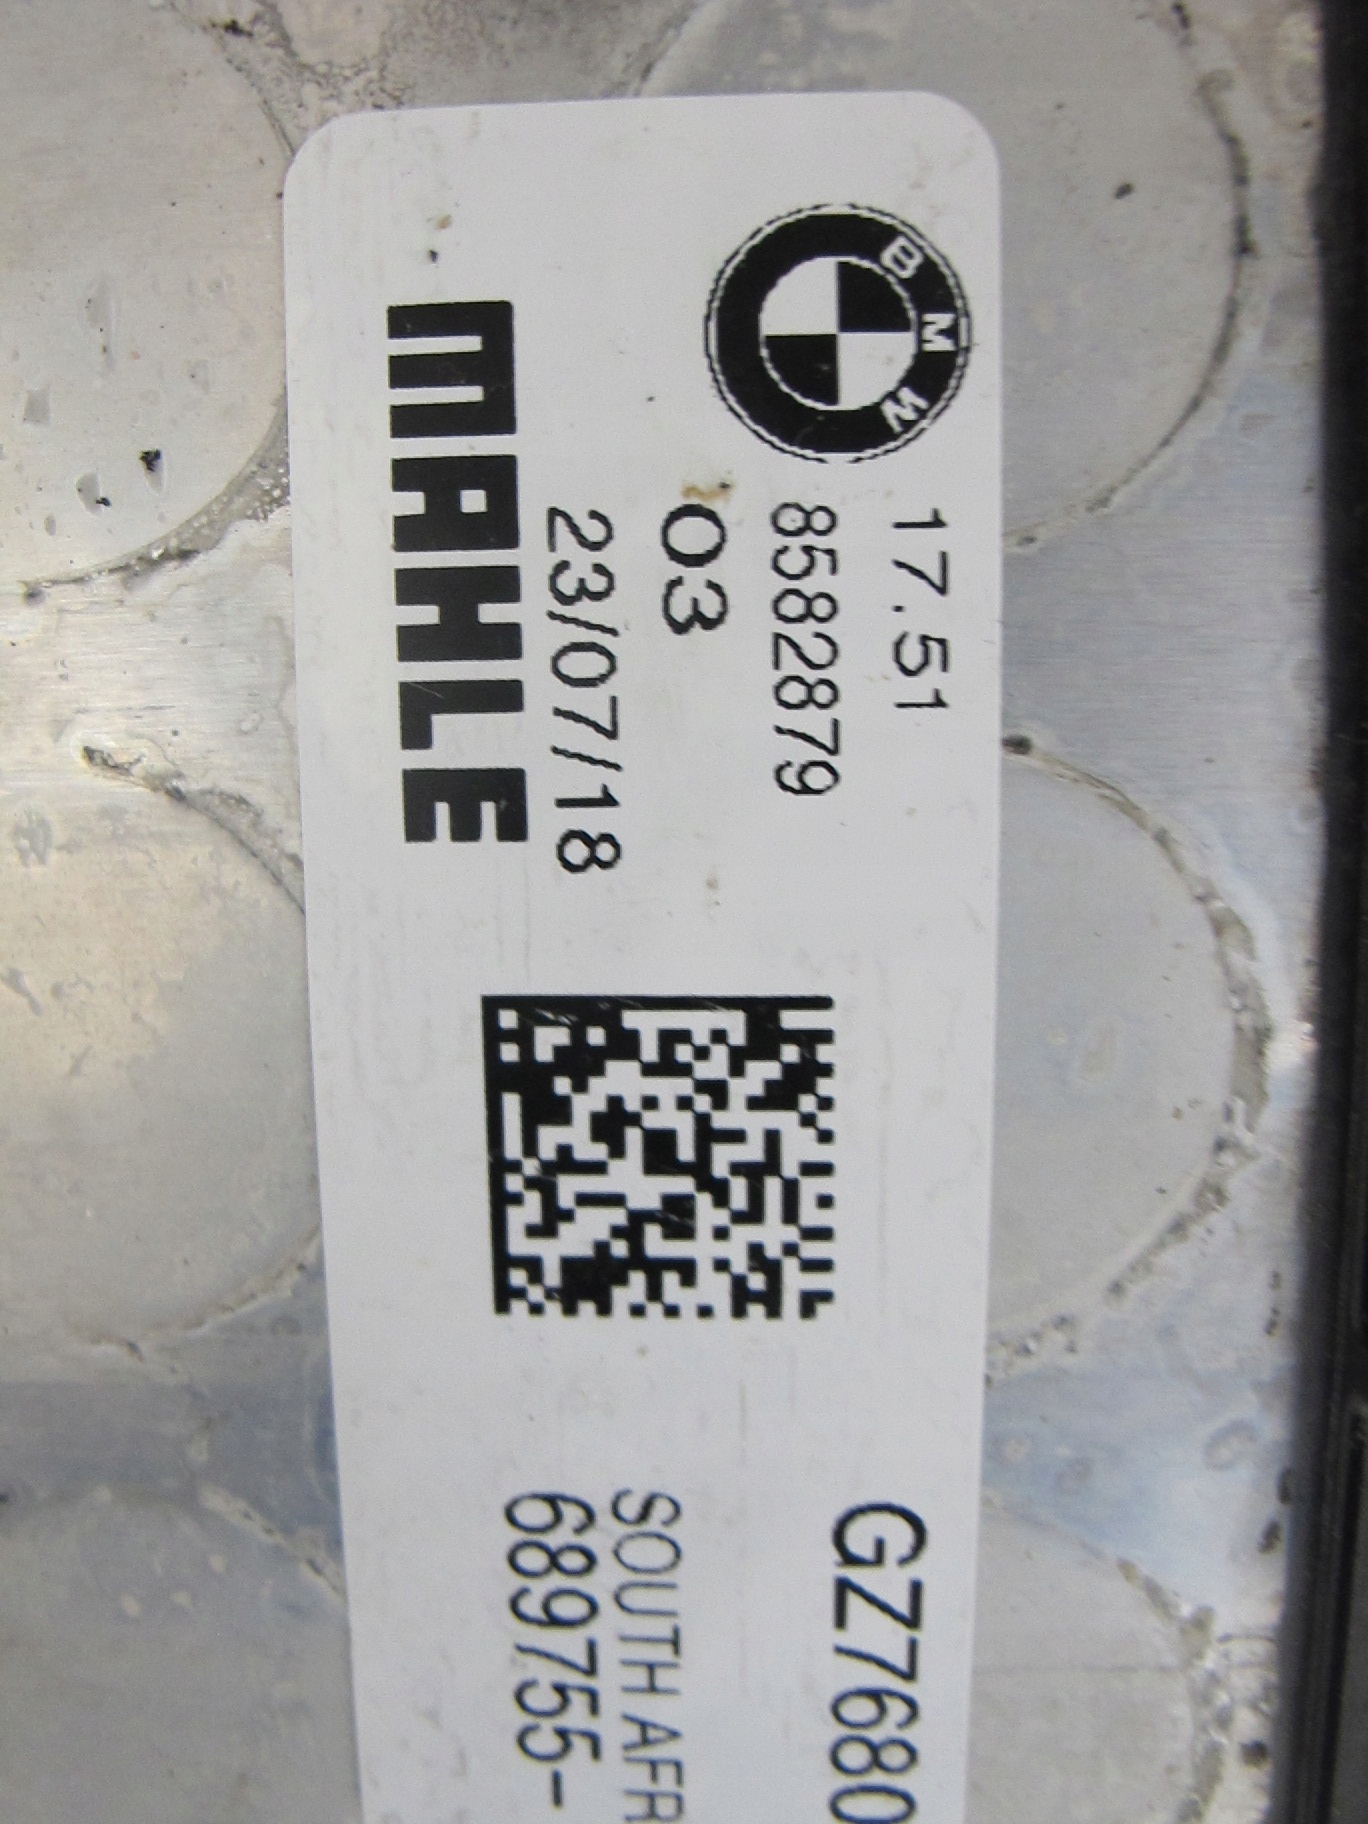 BMW
17.51
8582879
03
23/07/18
MAHLE
GZ7680
SOUTH AFR
689755-